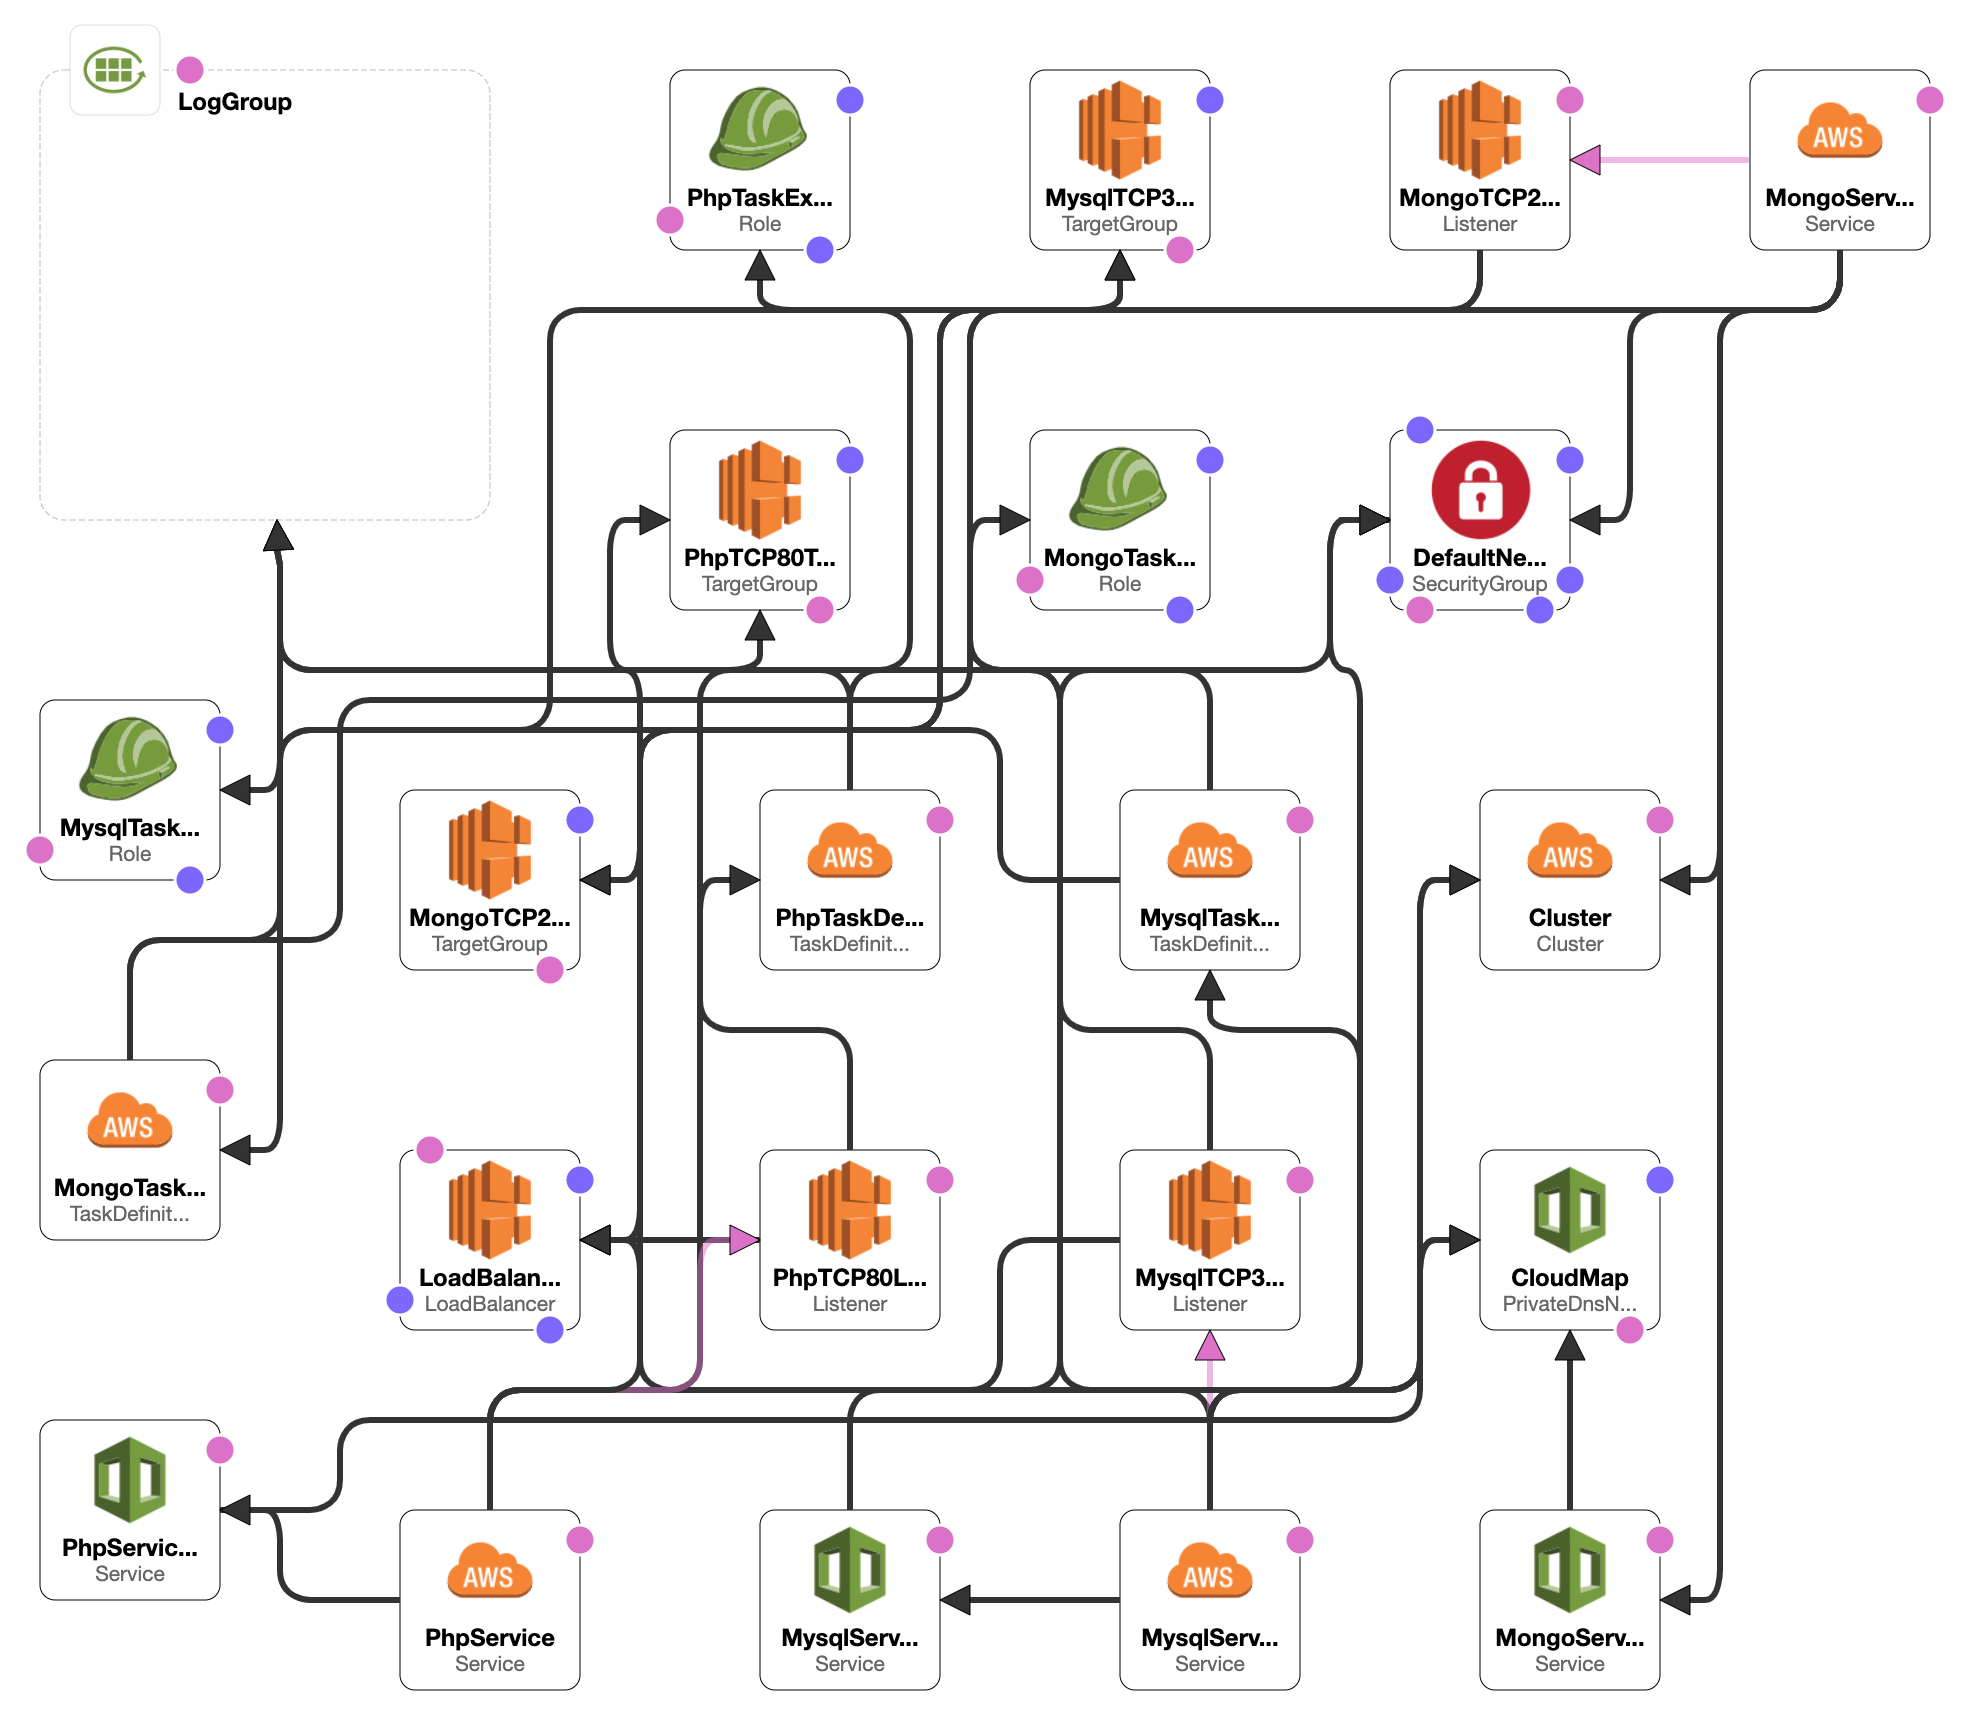 LogGroup
PhpTaskEx...
Role
MysqlTCP3...
TargetGroup
MongoTCP2...
Listener
AWS
MongoServ...
Service
PhpTCP80T...
TargetGroup
MongoTask...
Role
DefaultNe...
SecurityGroup
MysqlTask...
Role
MongoTCP2...
TargetGroup
AWS
PhpTaskDe...
TaskDefinit...
AWS
MysqlTask...
TaskDefinit...
AWS
Cluster
Cluster
AWS
MongoTask...
TaskDefinit...
LoadBalan...
LoadBalancer
PhpTCP80L...
Listener
MysqlTCP3...
Listener
CloudMap
PrivateDnsN...
PhpServic...
Service
AWS
PhpService
Service
MysqlServ...
Service
AWS
MysqlServ...
Service
MongoServ...
Service